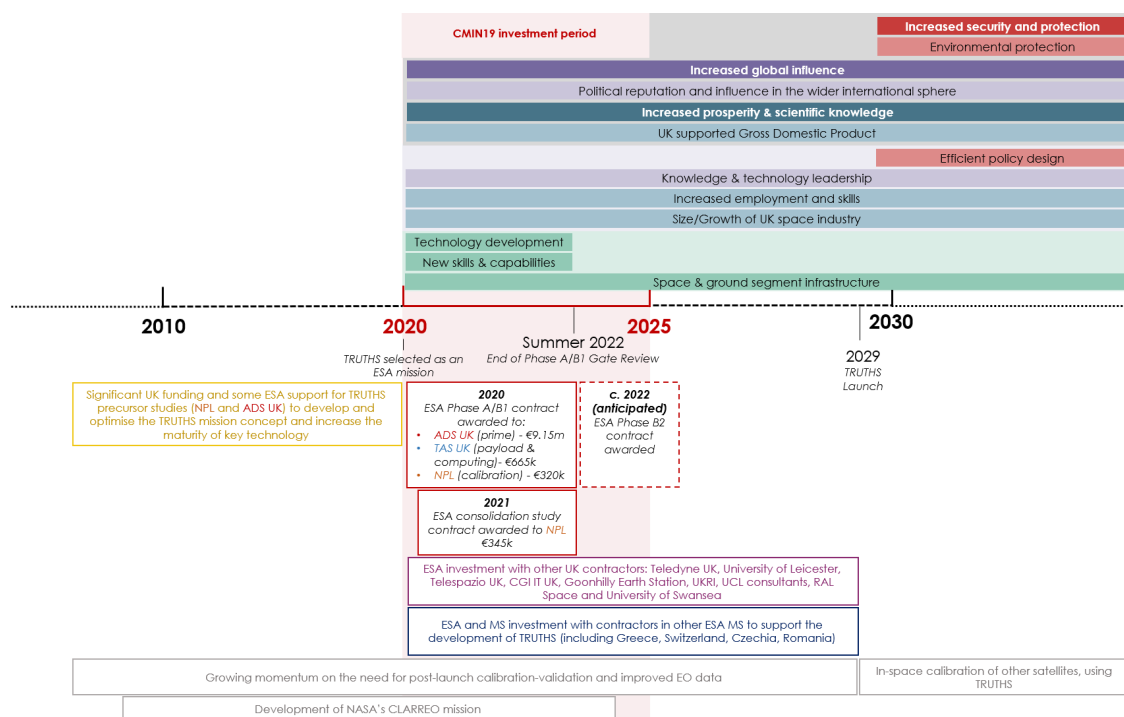 CMIN19 investment period
Increased security and protection
Environmental protection
Increased global influence
Political reputation and influence in the wider international sphere
Increased prosperity & scientific knowledge
UK supported Gross Domestic Product
Efficient policy design
Knowledge & technology leadership
Increased employment and skills
Size/Growth of UK space industry
Technology development
New skills & capabilities
Space & ground segment infrastructure
2010
2020
2025
2030
TRUTHS selected as an
ESA mission
Summer 2022
End of Phase A/B1 Gate Review
2029
TRUTHS
Launch
Significant UK funding and some ESA support for TRUTHS
precursor studies (NPL and ADS UK) to develop and
optimise the TRUTHS mission concept and increase the
maturity of key technology
2020
ESA Phase A/B1 contract
awarded to:
• ADS UK (prime) - €9.15m
• TAS UK (payload &
computing)- €665k
• NPL (calibration) - €320k
c. 2022
(anticipated)
ESA Phase B2
contract
awarded
2021
ESA consolidation study
contract awarded to NPL
€345k
ESA investment with other UK contractors: Teledyne UK, University of Leicester,
Telespazio UK, CGI IT UK, Goonhilly Earth Station, UKRI, UCL consultants, RAL
Space and University of Swansea
ESA and MS investment with contractors in other ESA MS to support the
development of TRUTHS (including Greece, Switzerland, Czechia, Romania)
Growing momentum on the need for post-launch calibration-validation and improved EO data
In-space calibration of other satellites, using
TRUTHS
Development of NASA's CLARREO mission